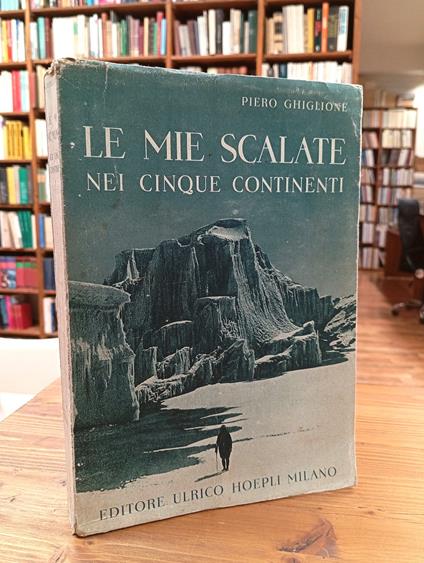 PIERO GHIGLIONE
LE MIE SCALATE
NEI CINQUE CONTINENTI
EDITORE ULRICO HOEPLI MILANO